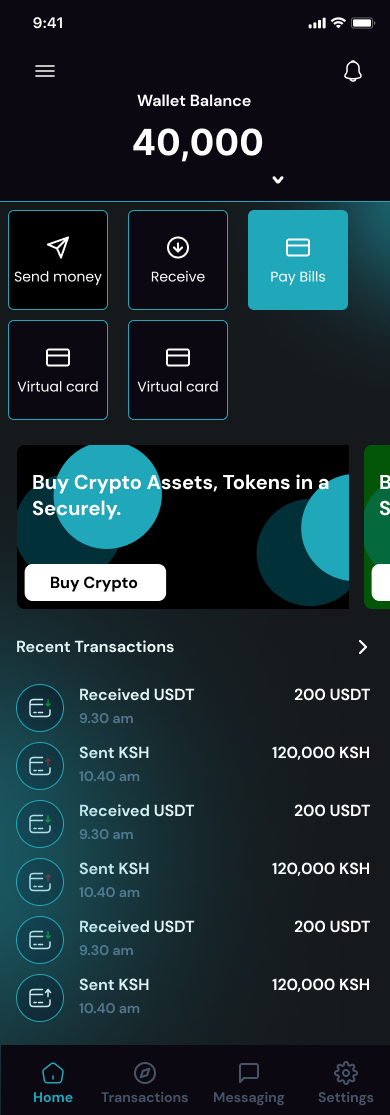 9:41
Wallet Balance
40,000
Send money
Receive
Pay Bills
Virtual card
Virtual card
Buy Crypto Assets, Tokens in a
Securely.
Buy Crypto
B
S
Recent Transactions
Received USDT
200 USDT
9.30 am
Sent KSH
120,000 KSH
10.40 am
Received USDT
200 USDT
9.30 am
Sent KSH
120,000 KSH
10.40 am
Received USDT
200 USDT
9.30 am
Sent KSH
120,000 KSH
10.40 am
Home
Transactions
Messaging
Settings